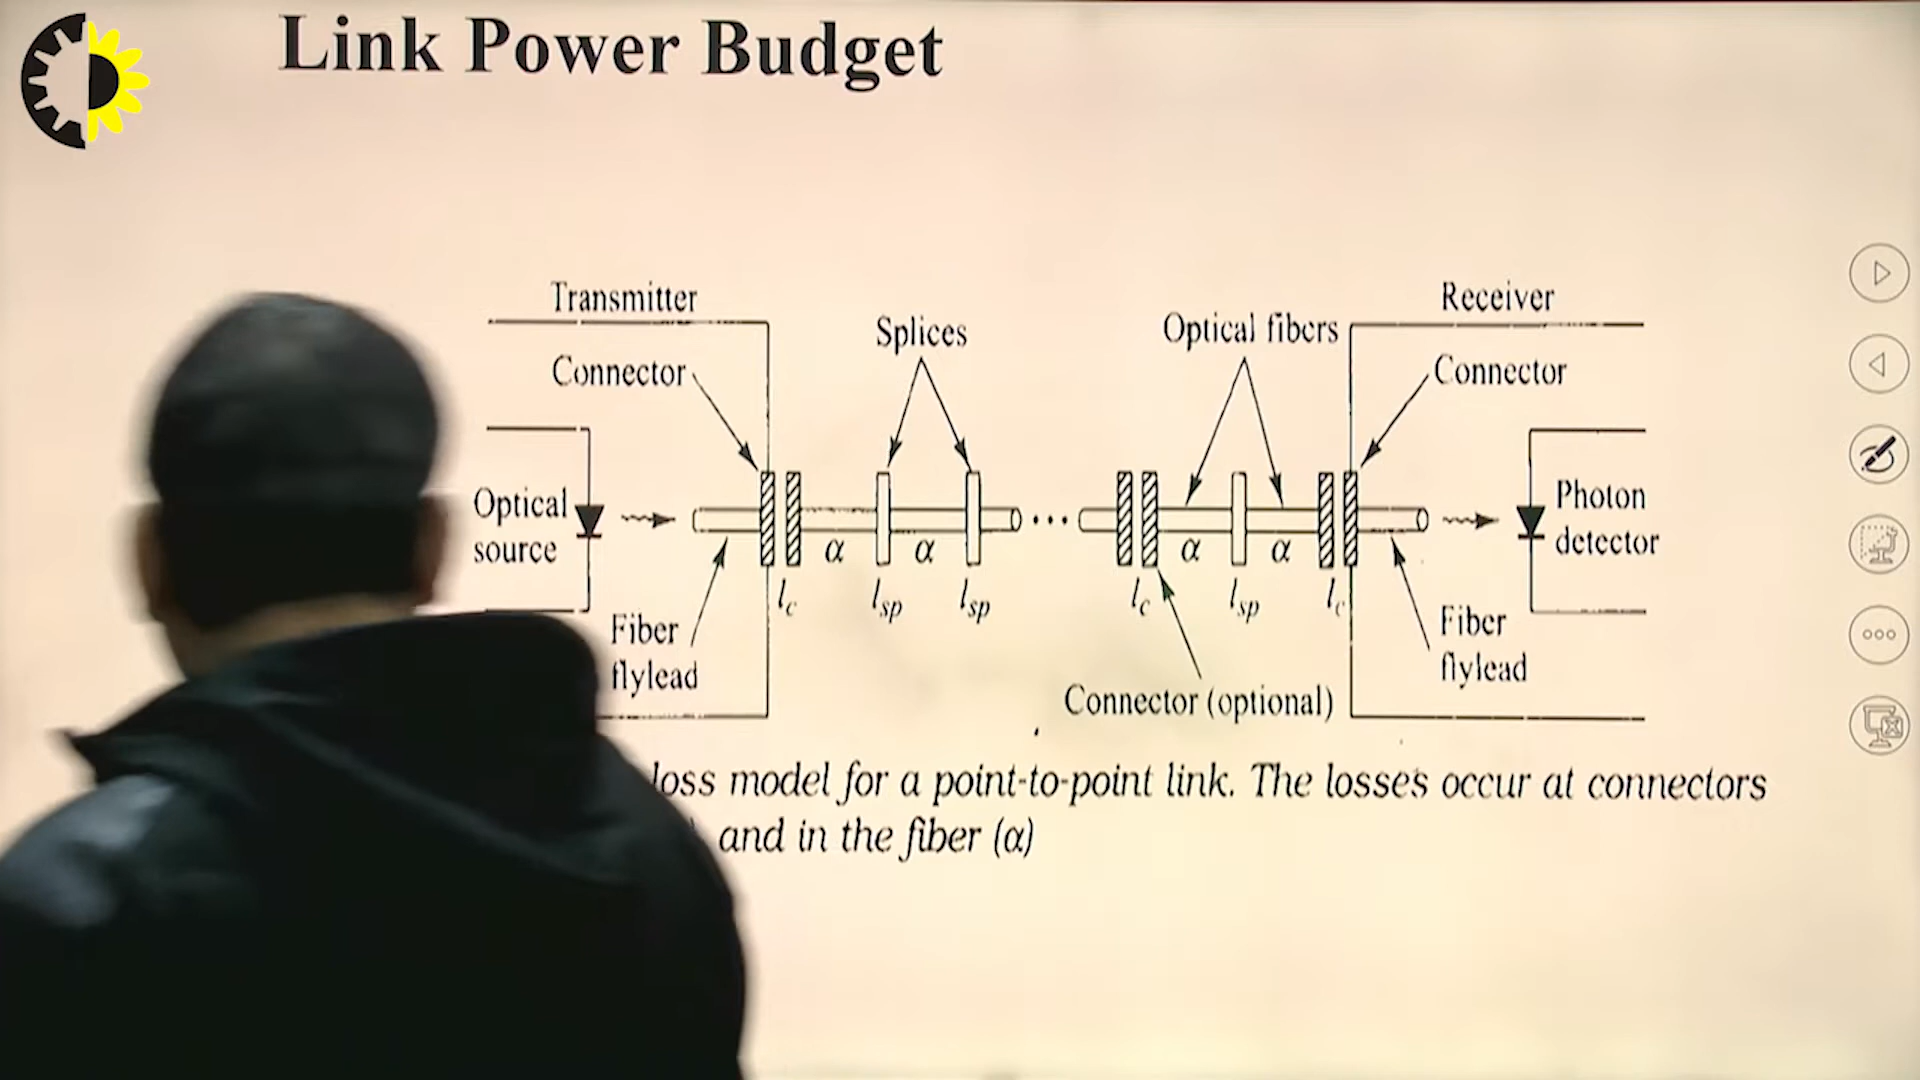 Link Power Budget
Transmitter
Connector
Splices
Optical fibers
Receiver
Connector
Optical
source
Photon
detector
α α α α
lc lsp lsp lc lsp lc
Fiber
flylead
Connector (optional)
Fiber
flylead
loss model for a point-to-point link. The losses occur at connectors
and in the fiber (α)